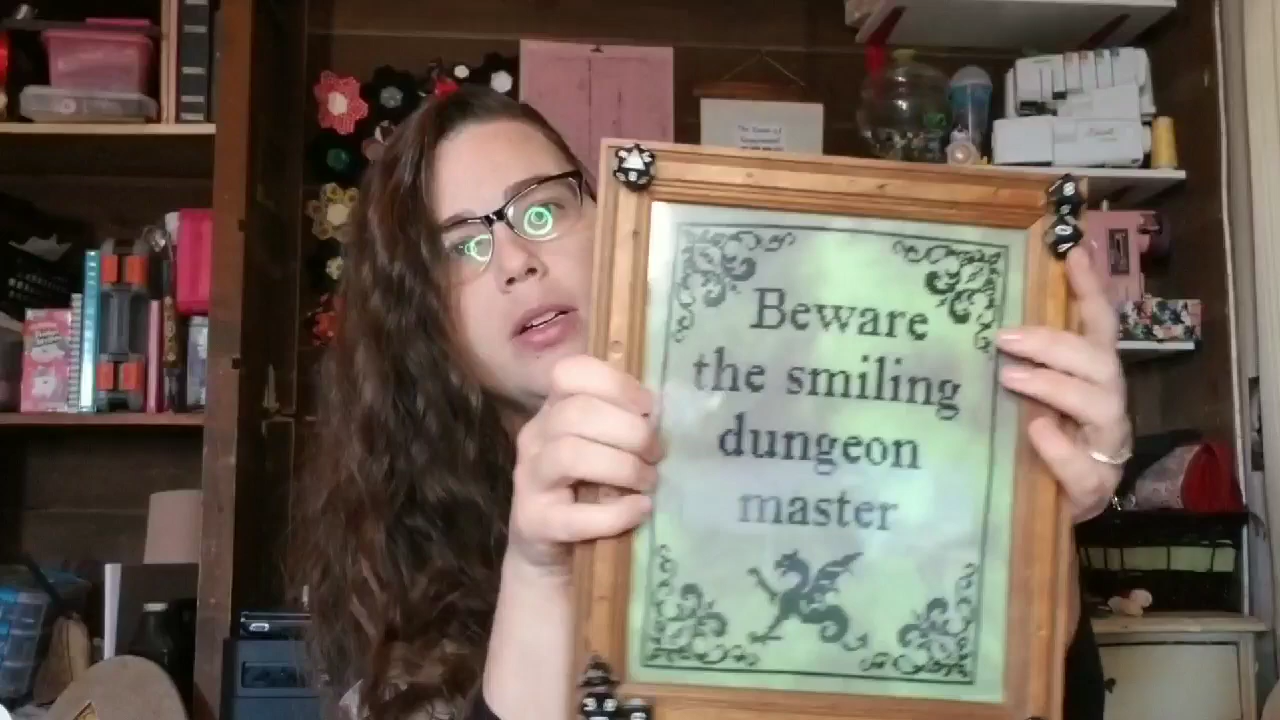 Beware
the smiling
dungeon
master